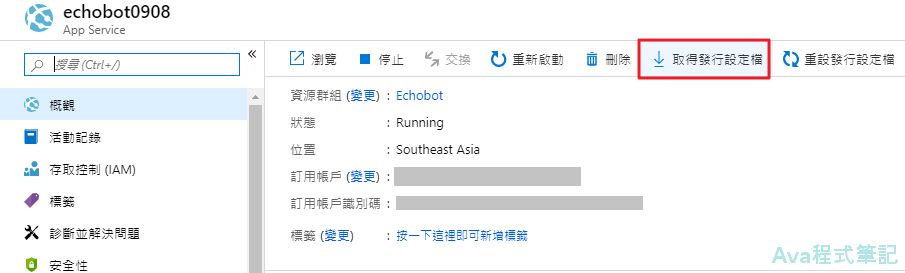 echobot0908
App Service
搜尋 (Ctrl+/)
«
瀏覽 停止 交換 重新啟動 刪除 取得發行設定檔 重設發行設定檔
概觀
活動記錄
存取控制 (IAM)
標籤
診斷並解決問題
安全性
資源群組 (變更) : Echobot
狀態 : Running
位置 : Southeast Asia
訂用帳戶 (變更) :
訂用帳戶識別碼 :
標籤 (變更) : 按一下這裡即可新增標籤
Ava程式筆記